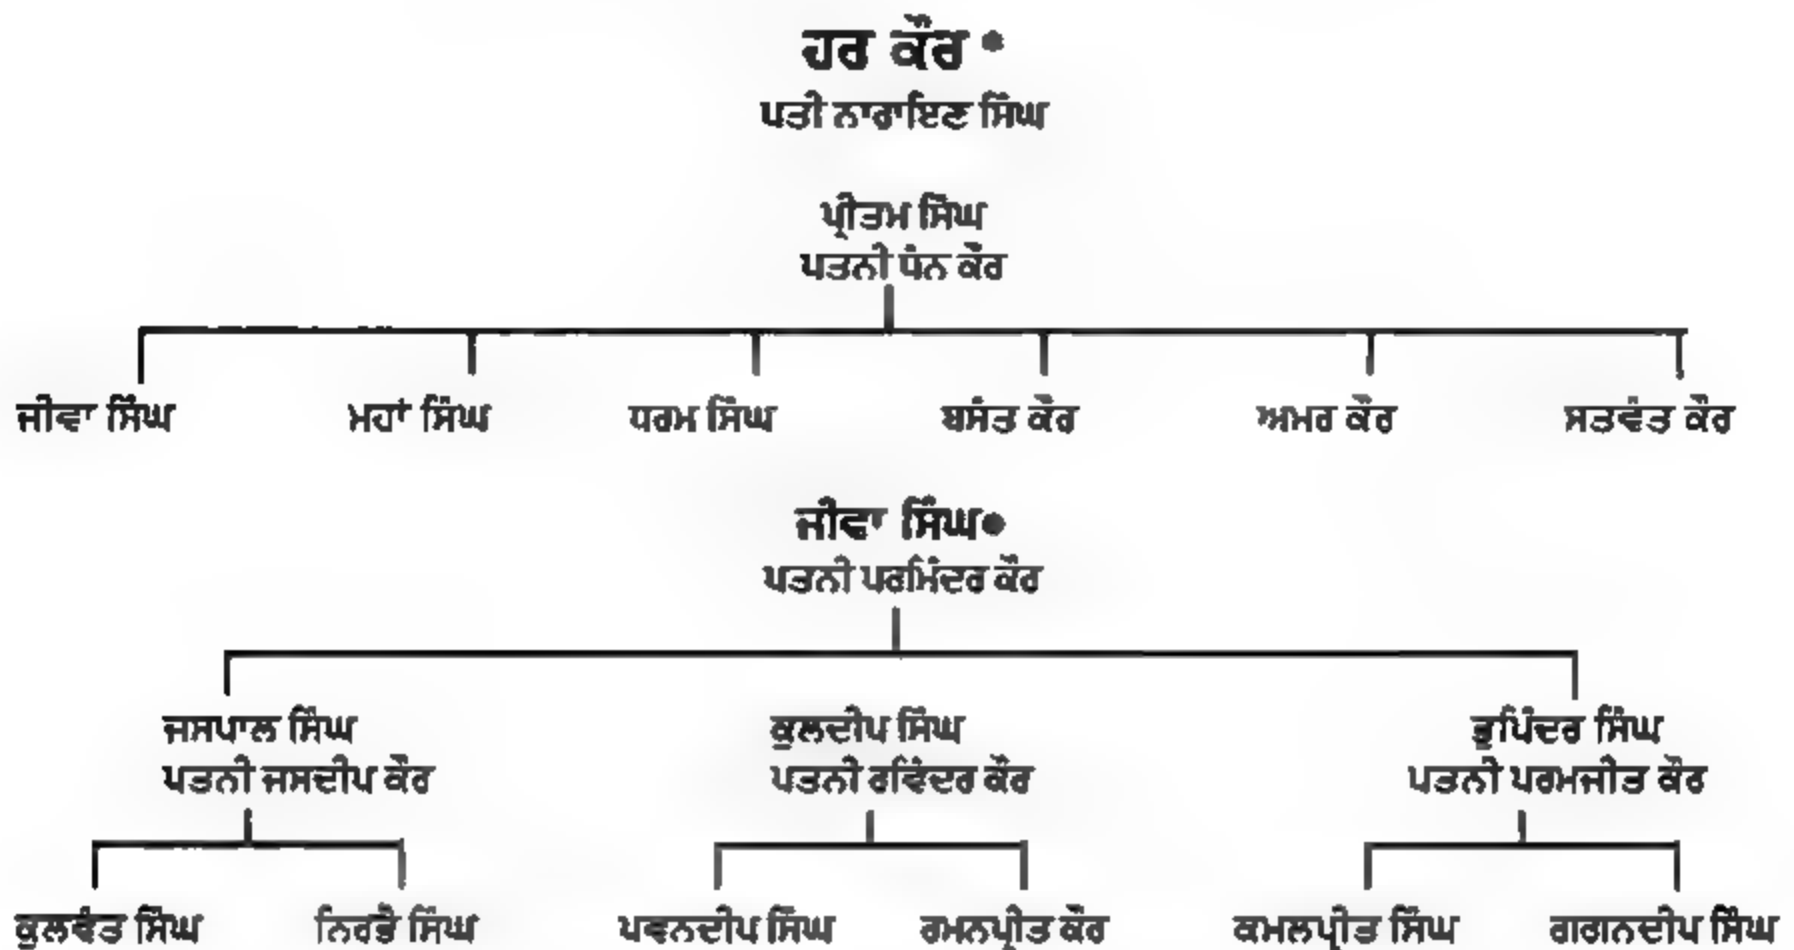 ਹਰ ਕੌਰ •
ਪਤੀ ਨਾਰਾਇਣ ਸਿੰਘ
ਪ੍ਰੀਤਮ ਸਿੰਘ
ਪਤਨੀ ਧੰਨ ਕੌਰ
ਜੀਵਾ ਸਿੰਘ ਮਹਾਂ ਸਿੰਘ ਧਰਮ ਸਿੰਘ ਬਸੰਤ ਕੌਰ ਅਮਰ ਕੌਰ ਸਤਵੰਤ ਕੌਰ
ਜੀਵਾ ਸਿੰਘ•
ਪਤਨੀ ਪਰਮਿੰਦਰ ਕੌਰ
ਜਸਪਾਲ ਸਿੰਘ ਕੁਲਦੀਪ ਸਿੰਘ ਭੁਪਿੰਦਰ ਸਿੰਘ
ਪਤਨੀ ਜਸਦੀਪ ਕੌਰ ਪਤਨੀ ਰਵਿੰਦਰ ਕੌਰ ਪਤਨੀ ਪਰਮਜੀਤ ਕੌਰ
ਕੁਲਵੰਤ ਸਿੰਘ ਨਿਰਭੈ ਸਿੰਘ ਪਵਨਦੀਪ ਸਿੰਘ ਰਮਨਪ੍ਰੀਤ ਕੌਰ ਕਮਲਪ੍ਰੀਤ ਸਿੰਘ ਗਗਨਦੀਪ ਸਿੰਘ